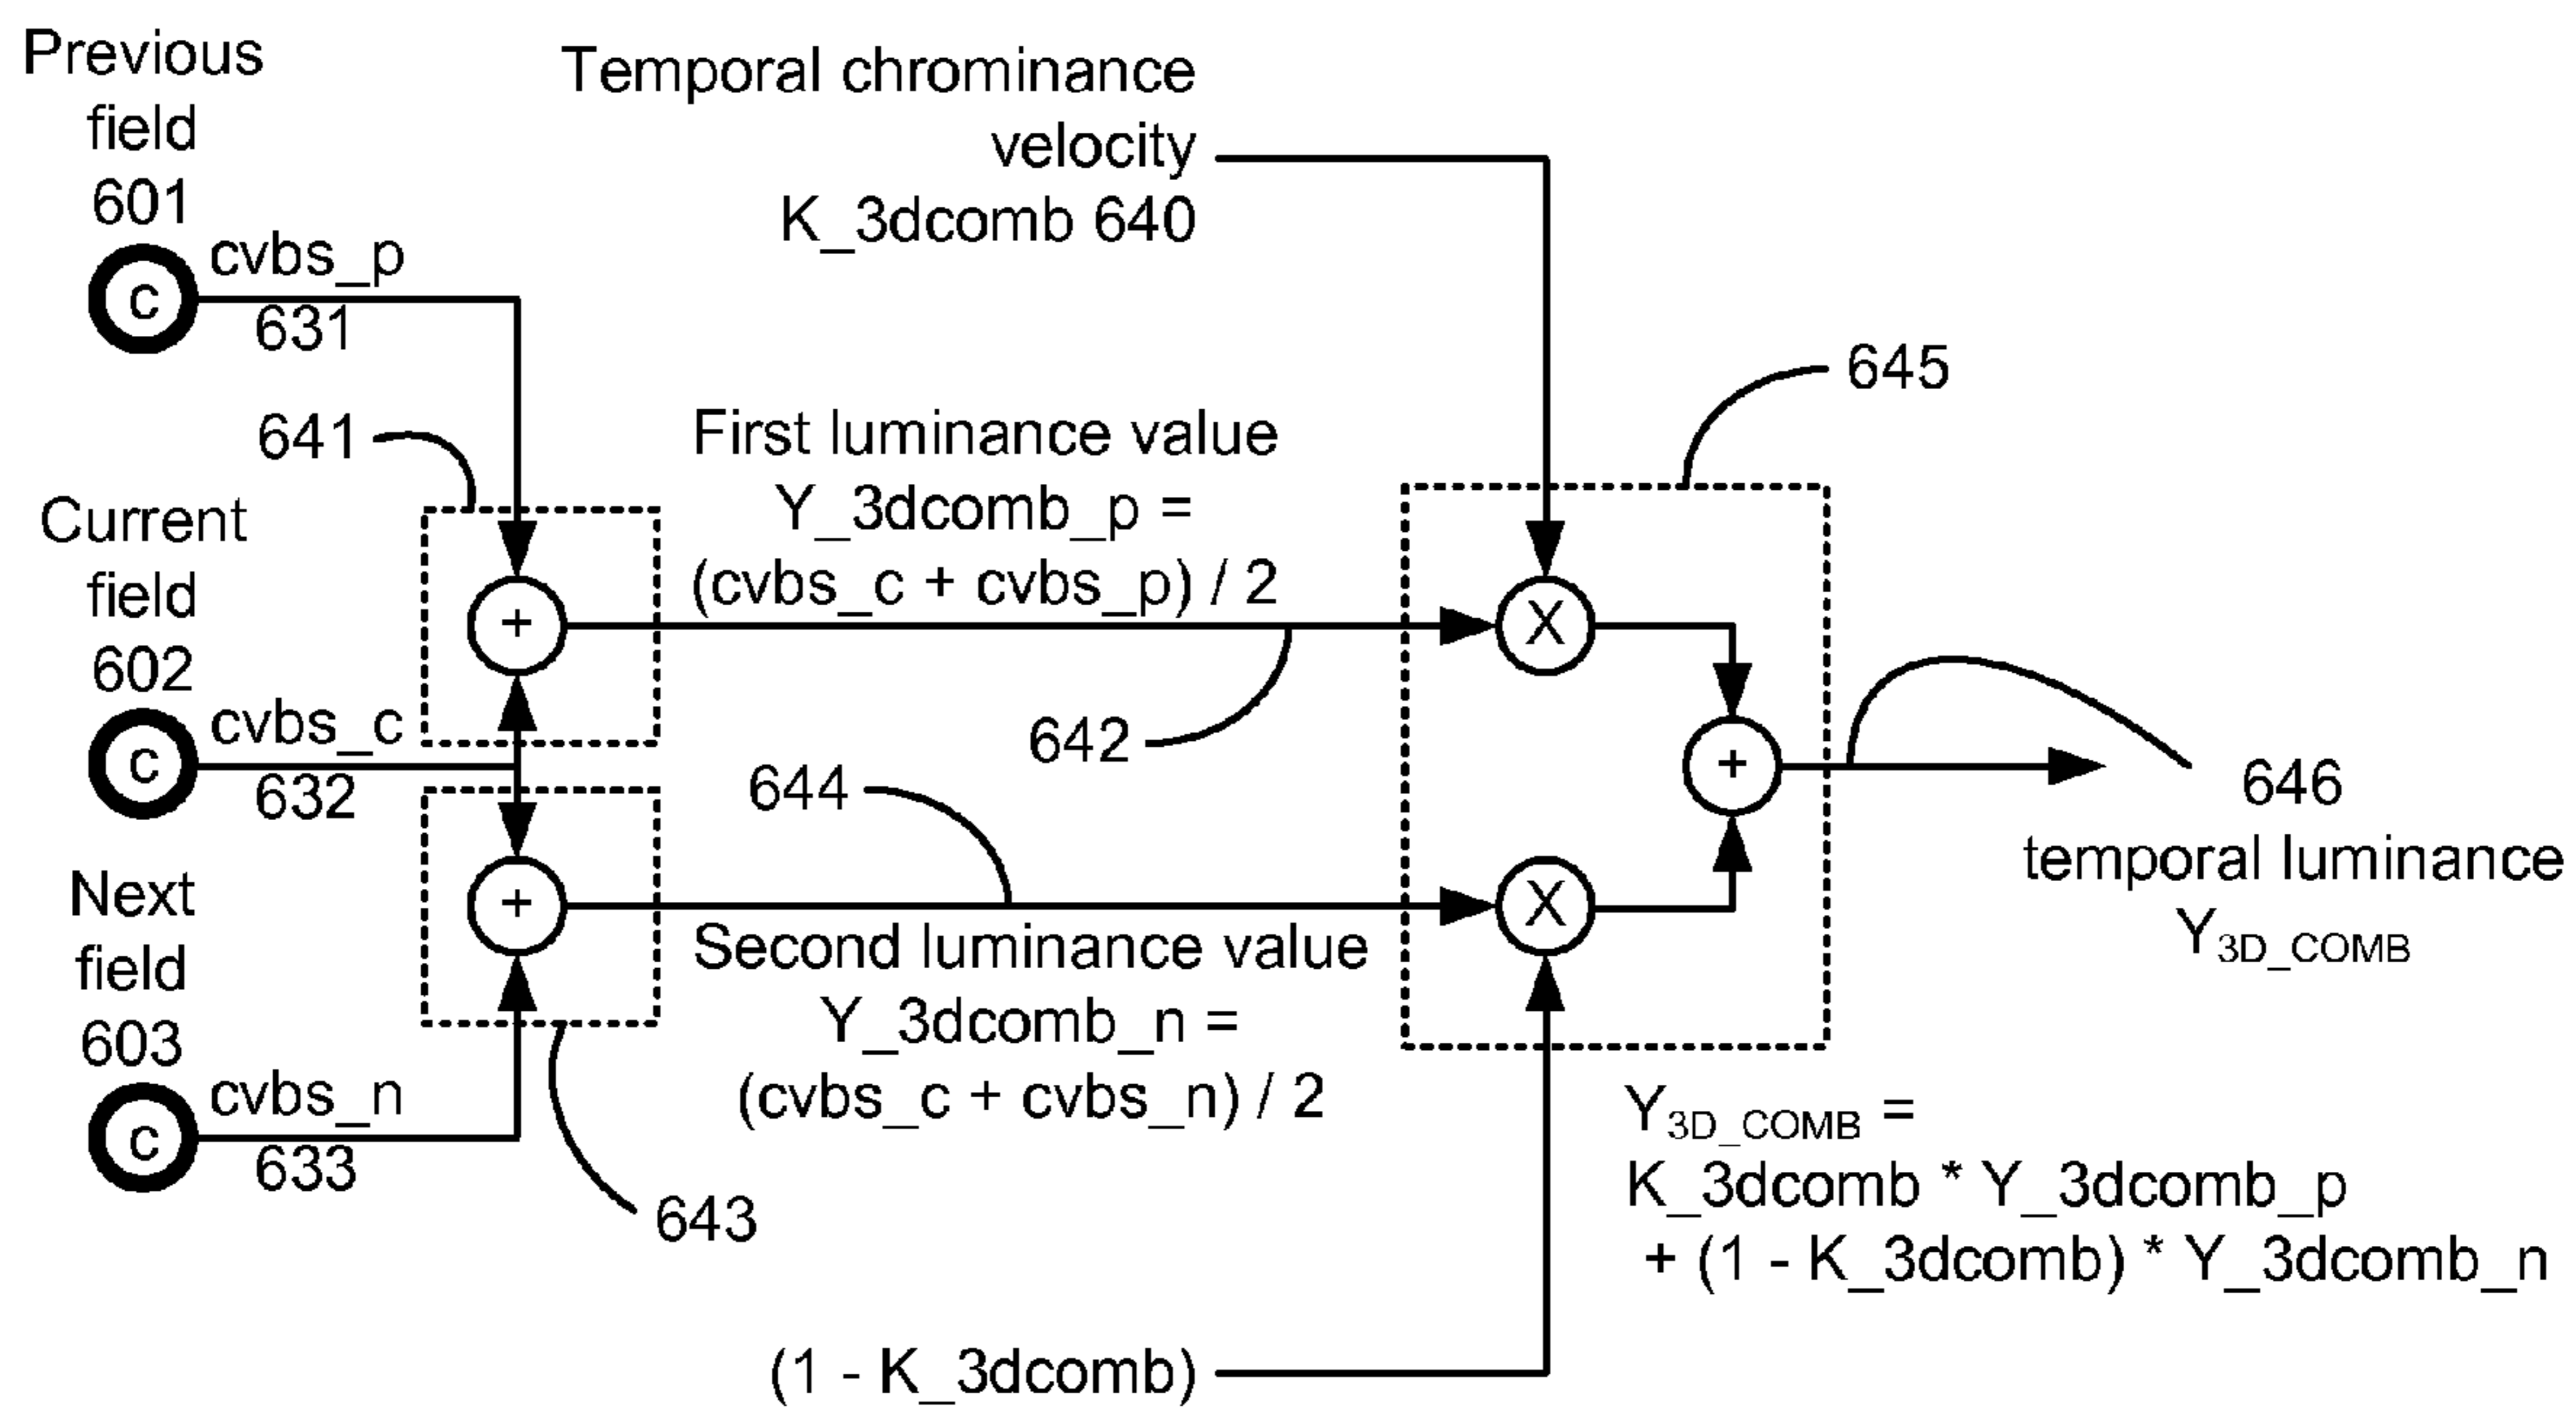 Previous
field
601
c
cvbs_p
631
Temporal chrominance
velocity
K_3dcomb 640
645
641
First luminance value
Y_3dcomb_p =
(cvbs_c + cvbs_p) / 2
Current
field
602
c
cvbs_c
632
+
X
642
644
+
646
temporal luminance
Y3D_COMB
Next
field
603
c
cvbs_n
633
+
X
Second luminance value
Y_3dcomb_n =
(cvbs_c + cvbs_n) / 2
643
Y3D_COMB =
K_3dcomb * Y_3dcomb_p
+ (1 - K_3dcomb) * Y_3dcomb_n
(1 - K_3dcomb)